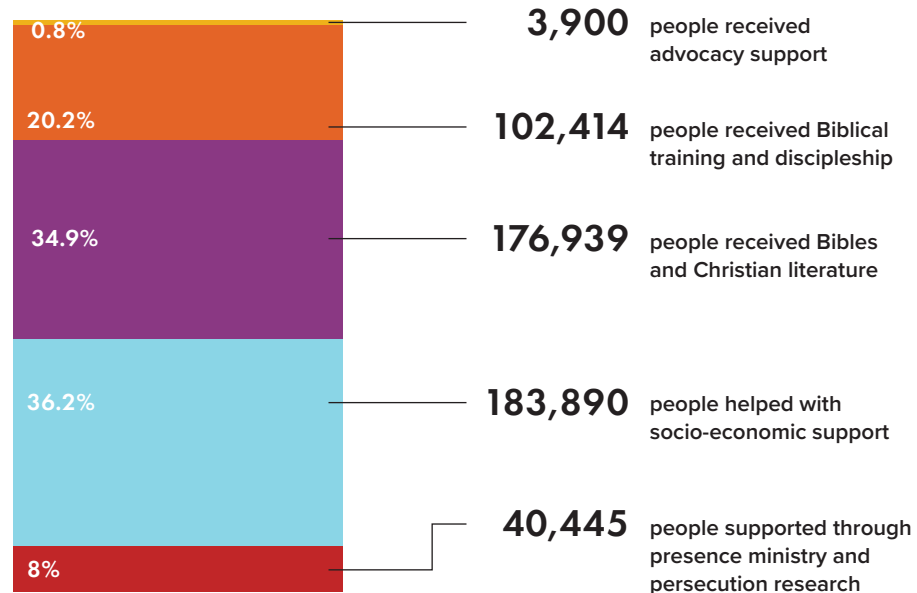 0.8%
3,900 people received
advocacy support
20.2%
102,414 people received Biblical
training and discipleship
34.9%
176,939 people received Bibles
and Christian literature
36.2%
183,890 people helped with
socio-economic support
8%
40,445 people supported through
presence ministry and
persecution research